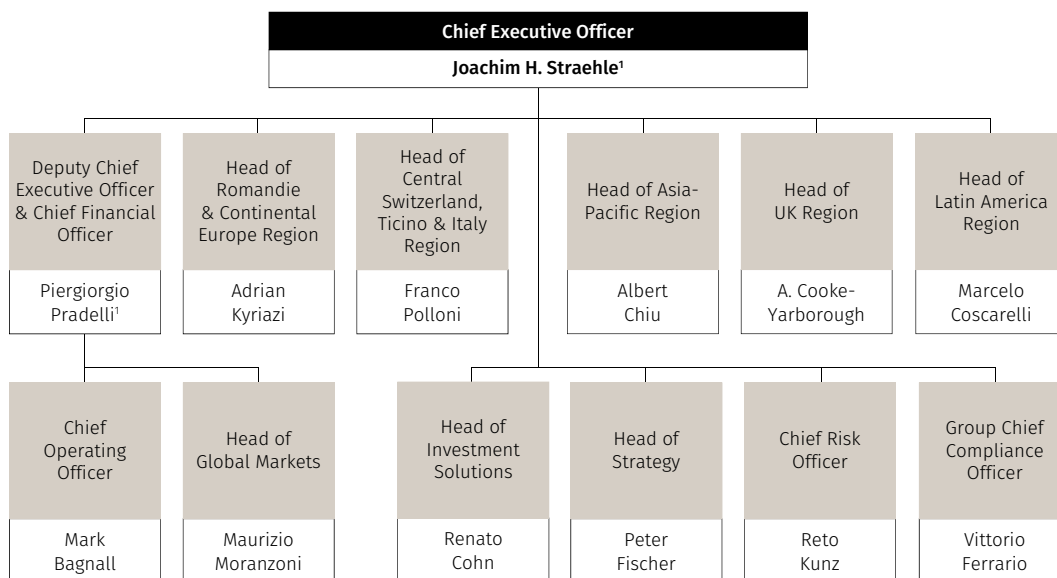 Chief Executive Officer
Joachim H. Straehle¹
Deputy Chief
Executive Officer
& Chief Financial
Officer
Piergiorgio
Pradelli¹
Head of
Romandie
& Continental
Europe Region
Adrian
Kyriazi
Head of
Central
Switzerland,
Ticino & Italy
Region
Franco
Polloni
Head of Asia-
Pacific Region
Albert
Chiu
Head of
UK Region
A. Cooke-
Yarborough
Head of
Latin America
Region
Marcelo
Coscarelli
Chief
Operating
Officer
Mark
Bagnall
Head of
Global Markets
Maurizio
Moranzoni
Head of
Investment
Solutions
Renato
Cohn
Head of
Strategy
Peter
Fischer
Chief Risk
Officer
Reto
Kunz
Group Chief
Compliance
Officer
Vittorio
Ferrario